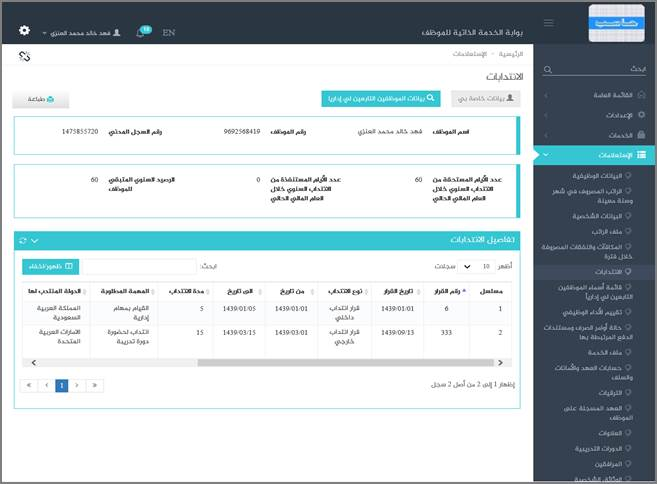 حاسب
بوابة الخدمة الذاتية للموظف
EN
10
فهد خالد محمد العنزي
ابحث
القائمة العامة
الإعدادات
الخدمات
الإستعلامات
البيانات الوظيفية
الراتب المصروف في شهر
وسنة معينة
البيانات الشخصية
ملف الراتب
المكافآت والنفقات المصروفة
خلال فترة
الانتدابات
قائمة أسماء الموظفين
التابعين لي إدارياً
تقييم الأداء الوظيفي
حالة أوامر الصرف ومستندات
الدفع المرتبطة بها
ملف الخدمة
حسابات العهد والأمانات
والسلف
الترقيات
العهد المسجلة على
الموظف
العلاوات
الدورات التدريبية
المرافقين
الوثائق الشخصية
الرئيسية - الإستعلامات
الانتدابات
بيانات خاصة بي
بيانات الموظفين التابعين لي إداريا
طباعة
اسم الموظف
فهد خالد محمد العنزي
رقم الموظف
9692568419
رقم السجل المدني
1475855720
عدد الأيام المستحقة من
الانتداب السنوي خلال
العام المالي الحالي
60
عدد الأيام المستنفذة من
الانتداب السنوي خلال
العام المالي الحالي
0
الرصيد السنوي المتبقي
للموظف
60
تفاصيل الانتدابات
أظهر 10 سجلات
ابحث:
ظهور/اخفاء
مسلسل رقم القرار تاريخ القرار نوع الانتداب من تاريخ الى تاريخ مدة الانتداب المهمة المطلوبة الدولة المنتدب لها
1 6 1439/01/01 قرار انتداب داخلي 1439/01/01 1439/01/05 5 القيام بمهام إدارية المملكة العربية السعودية
2 333 1439/09/13 قرار انتداب خارجي 1439/03/01 1439/03/15 15 انتداب لحضورة دورة تدريبة الامارات العربية المتحدة
إظهار 1 إلى 2 من أصل 2 سجل
1